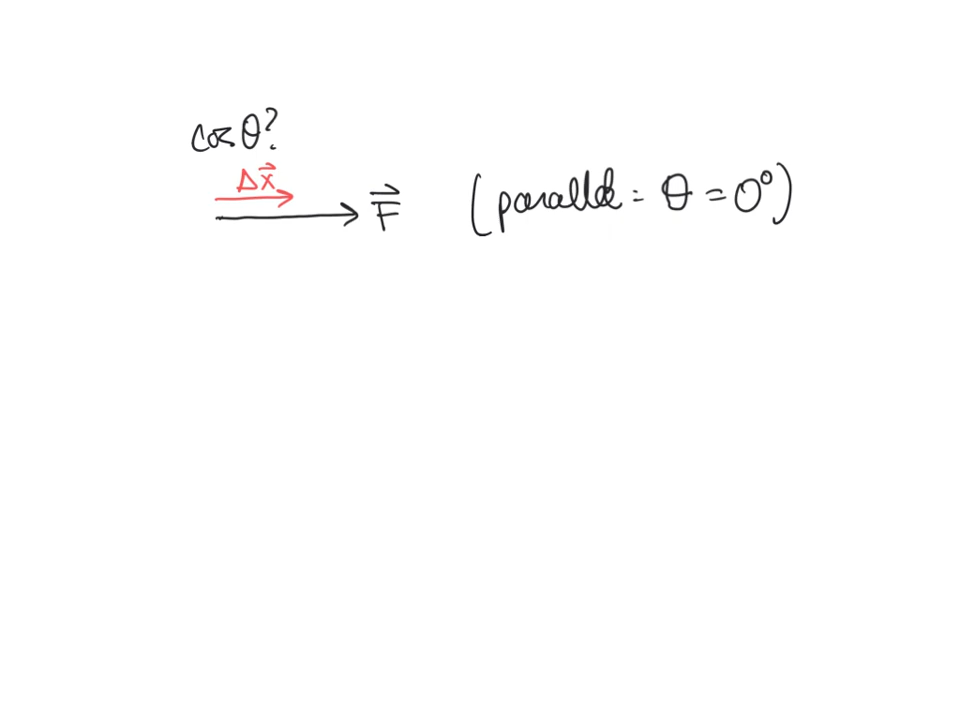 cos θ?
Δx⃗
F⃗ (parallel = θ = 0°)